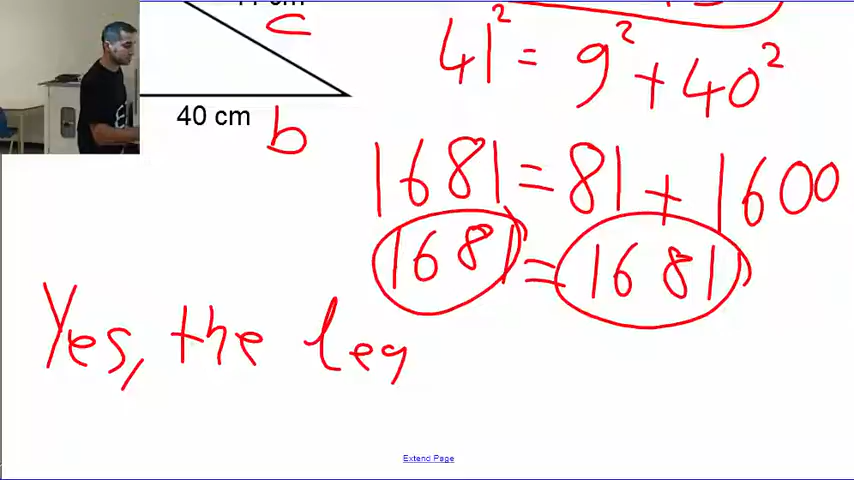 c
41² = 9² + 40²
40 cm
b
1681 = 81 + 1600
1681 = 1681
Yes, the leg
Extend Page